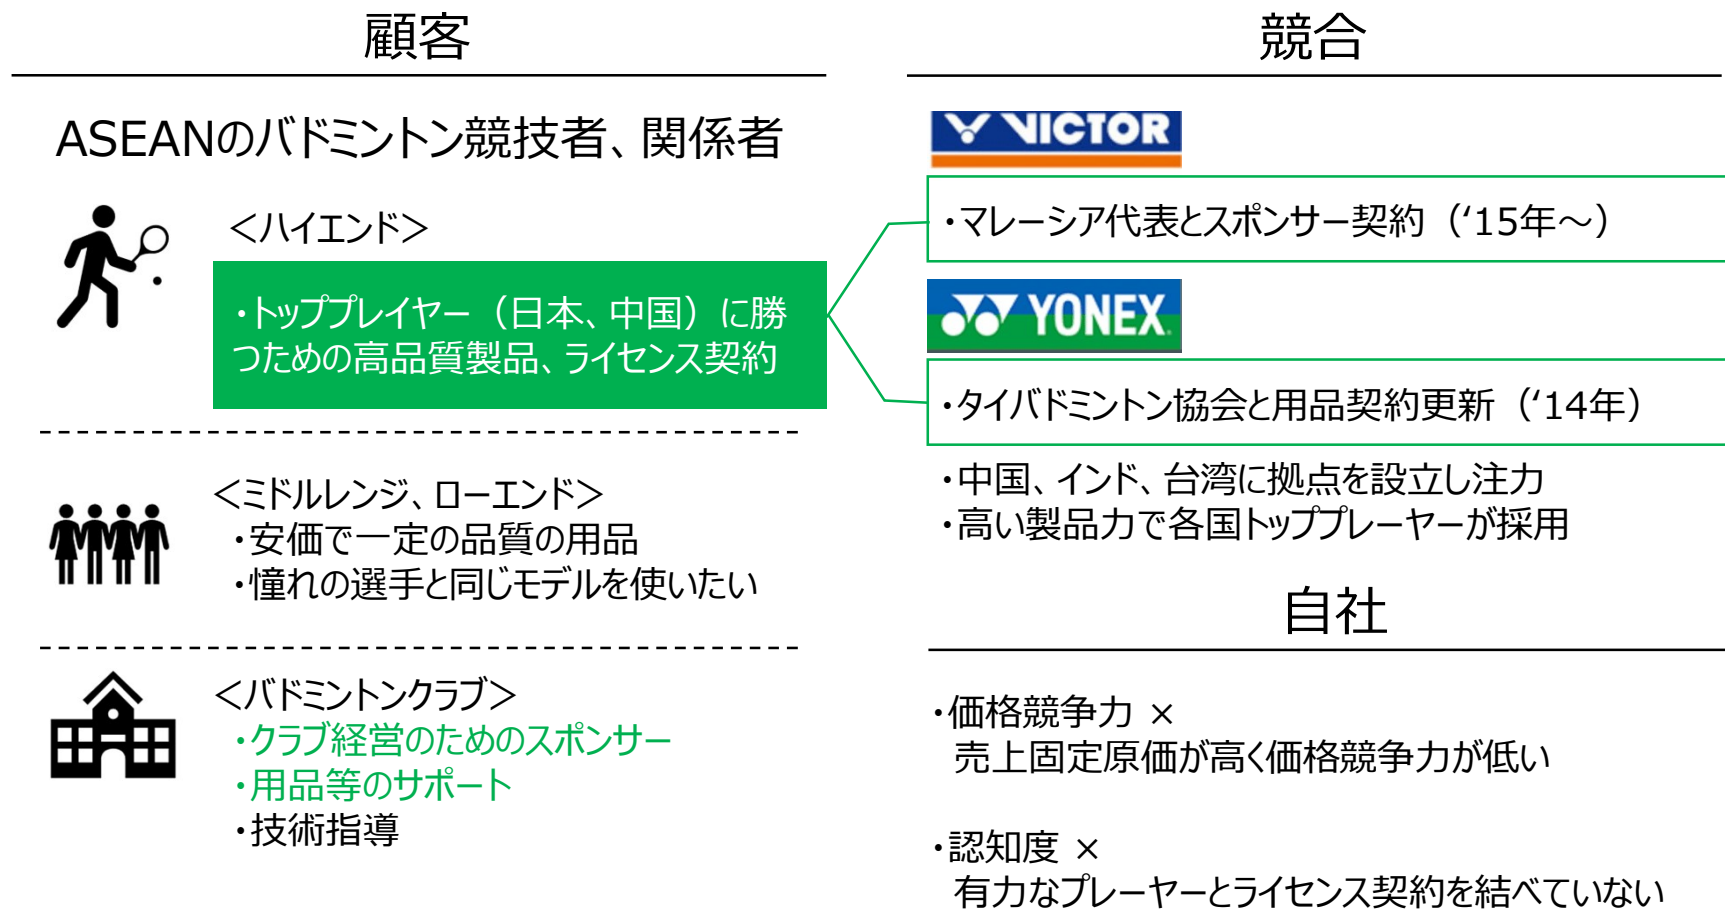 顧客
ASEANのバドミントン競技者、関係者
＜ハイエンド＞
・トッププレイヤー（日本、中国）に勝
つための高品質製品、ライセンス契約
＜ミドルレンジ、ローエンド＞
・安価で一定の品質の用品
・憧れの選手と同じモデルを使いたい
＜バドミントンクラブ＞
・クラブ経営のためのスポンサー
・用品等のサポート
・技術指導
競合
VICTOR
・マレーシア代表とスポンサー契約（‘15年～）
YONEX
・タイバドミントン協会と用品契約更新（‘14年）
・中国、インド、台湾に拠点を設立し注力
・高い製品力で各国トッププレーヤーが採用
自社
・価格競争力 ×
売上固定原価が高く価格競争力が低い
・認知度 ×
有力なプレーヤーとライセンス契約を結べていない